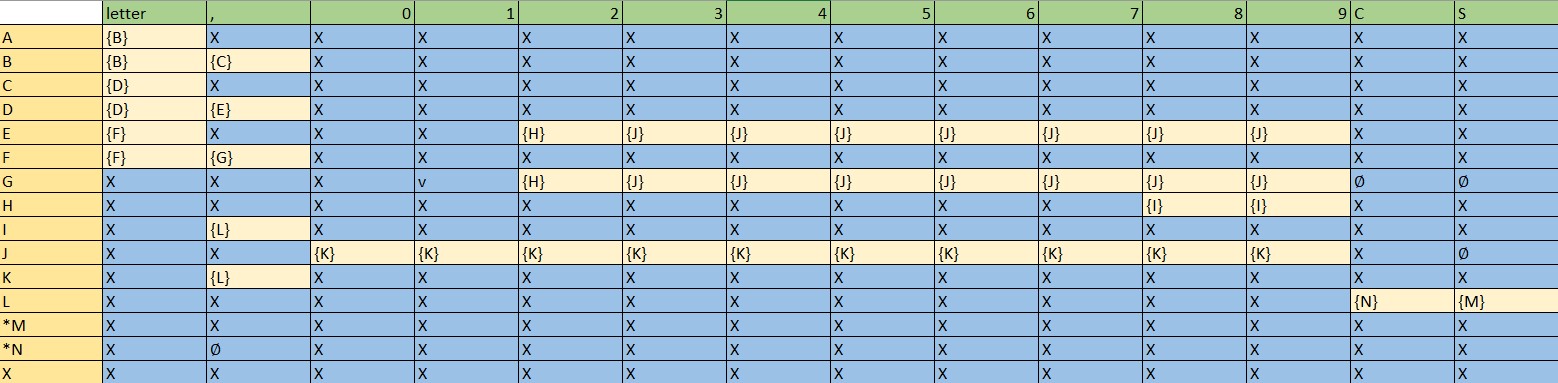 letter , 0 1 2 3 4 5 6 7 8 9 C S
A {B} X X X X X X X X X X X X X
B {B} {C} X X X X X X X X X X X X
C {D} X X X X X X X X X X X X X
D {D} {E} X X X X X X X X X X X X
E {F} X X X {H} {J} {J} {J} {J} {J} {J} {J} X X
F {F} {G} X X X X X X X X X X X X
G X X X v {H} {J} {J} {J} {J} {J} {J} {J} Ø Ø
H X X X X X X X X X X {I} {I} X X
I X {L} X X X X X X X X X X X X
J X X {K} {K} {K} {K} {K} {K} {K} {K} {K} {K} X Ø
K X {L} X X X X X X X X X X X X
L X X X X X X X X X X X X {N} {M}
*M X X X X X X X X X X X X X X
*N X Ø X X X X X X X X X X X X
X X X X X X X X X X X X X X X